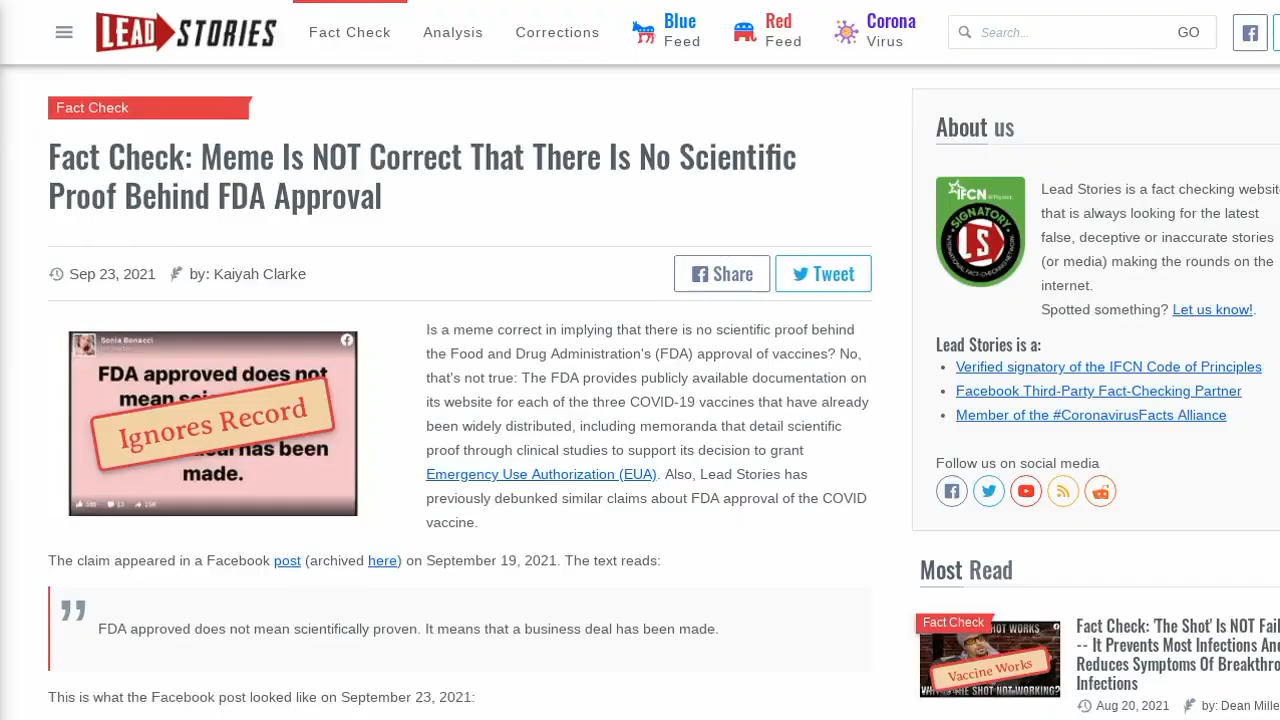 LEAD STORIES
Fact Check
Analysis
Corrections
Blue
Feed
Red
Feed
Corona
Virus
Search...
GO
Fact Check
Fact Check: Meme Is NOT Correct That There Is No Scientific
Proof Behind FDA Approval
Sep 23, 2021 by: Kaiyah Clarke
Share
Tweet
Sonia Bonacci
FDA approved does not
mean
Ignores Record
has been
made.
Is a meme correct in implying that there is no scientific proof behind
the Food and Drug Administration's (FDA) approval of vaccines? No,
that's not true: The FDA provides publicly available documentation on
its website for each of the three COVID-19 vaccines that have already
been widely distributed, including memoranda that detail scientific
proof through clinical studies to support its decision to grant
Emergency Use Authorization (EUA). Also, Lead Stories has
previously debunked similar claims about FDA approval of the COVID
vaccine.
The claim appeared in a Facebook post (archived here) on September 19, 2021. The text reads:
FDA approved does not mean scientifically proven. It means that a business deal has been made.
This is what the Facebook post looked like on September 23, 2021:
About us
IFCN
SIGNATORY
LS
Lead Stories is a fact checking website
that is always looking for the latest
false, deceptive or inaccurate stories
(or media) making the rounds on the
internet.
Spotted something? Let us know!.
Lead Stories is a:
• Verified signatory of the IFCN Code of Principles
• Facebook Third-Party Fact-Checking Partner
• Member of the #CoronavirusFacts Alliance
Follow us on social media
Most Read
Fact Check
SHOT WORKS
Vaccine Works
THE SHOT NOT WORKING?
Fact Check: 'The Shot' Is NOT Fail
-- It Prevents Most Infections And
Reduces Symptoms Of Breakthro
Infections
Aug 20, 2021 by: Dean Mille